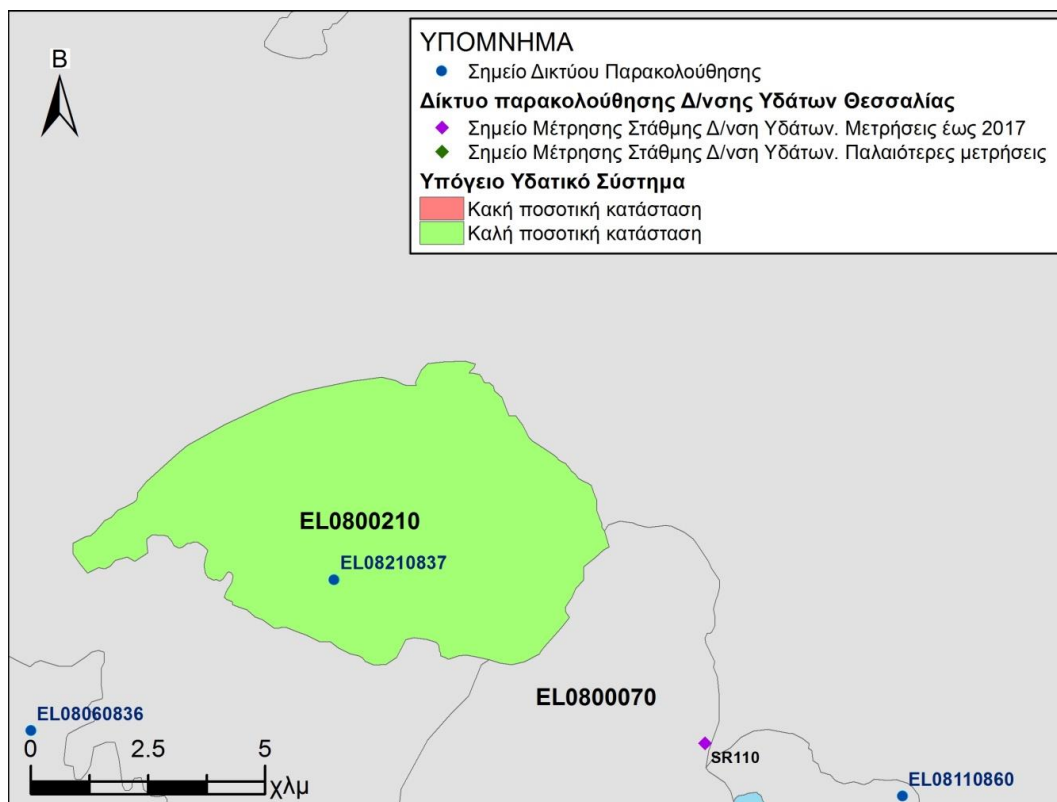 Β
ΥΠΟΜΝΗΜΑ
Σημείο Δικτύου Παρακολούθησης
Δίκτυο παρακολούθησης Δ/νσης Υδάτων Θεσσαλίας
Σημείο Μέτρησης Στάθμης Δ/νση Υδάτων. Μετρήσεις έως 2017
Σημείο Μέτρησης Στάθμης Δ/νση Υδάτων. Παλαιότερες μετρήσεις
Υπόγειο Υδατικό Σύστημα
Κακή ποσοτική κατάσταση
Καλή ποσοτική κατάσταση
EL0800210
EL08210837
EL0800070
EL08060836
SR110
EL08110860
0 2.5 5
χλμ